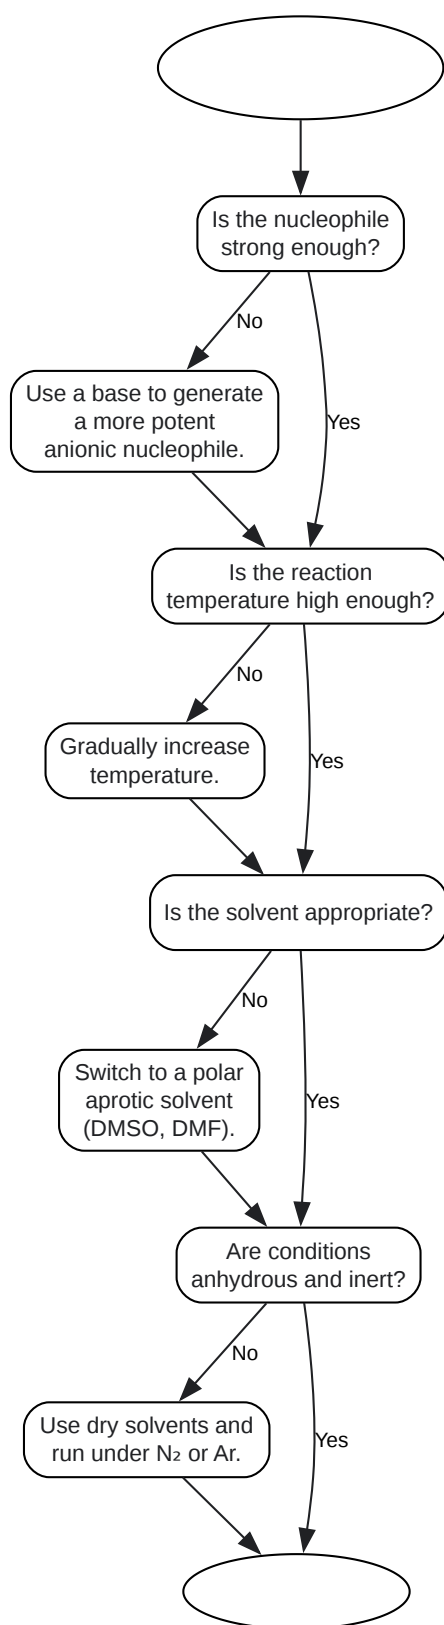 Is the nucleophile
strong enough?
No
Use a base to generate
a more potent
anionic nucleophile.
Yes
Is the reaction
temperature high enough?
No
Gradually increase
temperature.
Yes
Is the solvent appropriate?
No
Switch to a polar
aprotic solvent
(DMSO, DMF).
Yes
Are conditions
anhydrous and inert?
No
Use dry solvents and
run under N₂ or Ar.
Yes